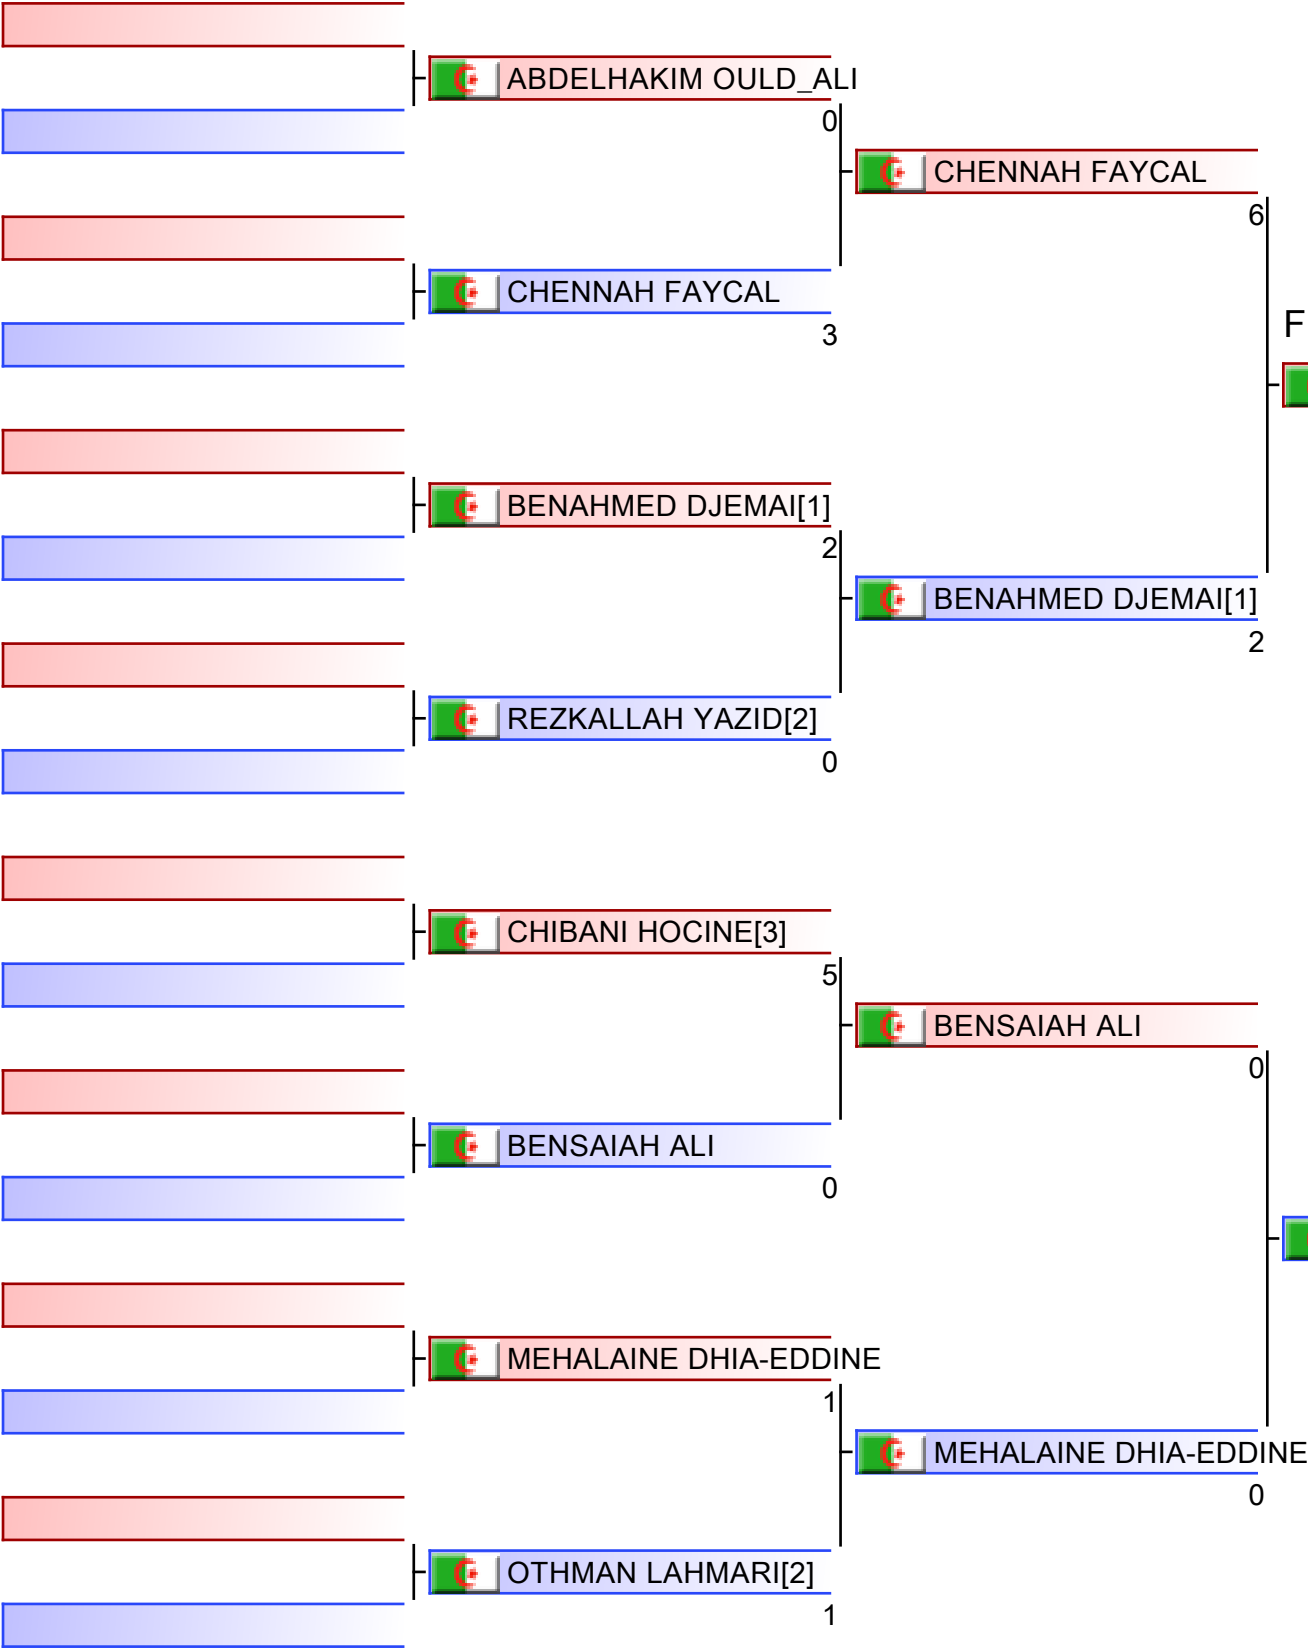 ABDELHAKIM OULD_ALI
0
CHENNAH FAYCAL
6
CHENNAH FAYCAL
3
F
BENAHMED DJEMAI[1]
2
BENAHMED DJEMAI[1]
2
REZKALLAH YAZID[2]
0
CHIBANI HOCINE[3]
5
BENSAIAH ALI
0
BENSAIAH ALI
0
MEHALAINE DHIA-EDDINE
1
MEHALAINE DHIA-EDDINE
0
OTHMAN LAHMARI[2]
1